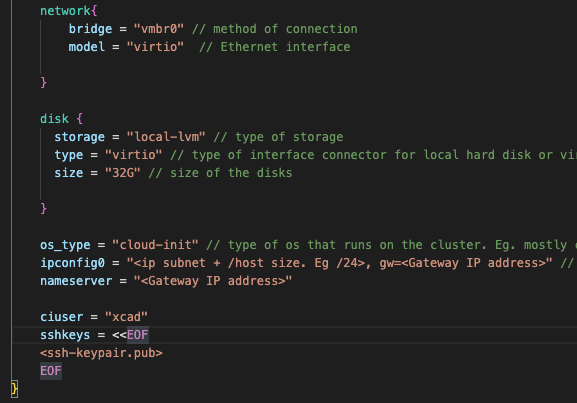 network{
bridge = "vmbr0" // method of connection
model = "virtio" // Ethernet interface
}
disk {
storage = "local-lvm" // type of storage
type = "virtio" // type of interface connector for local hard disk or
size = "32G" // size of the disks
}
os_type = "cloud-init" // type of os that runs on the cluster. Eg. mostly
ipconfig0 = "<ip subnet + /host size. Eg /24>, gw=<Gateway IP address>" //
nameserver = "<Gateway IP address>"
ciuser = "xcad"
sshkeys = <<EOF
<ssh-keypair.pub>
EOF
}